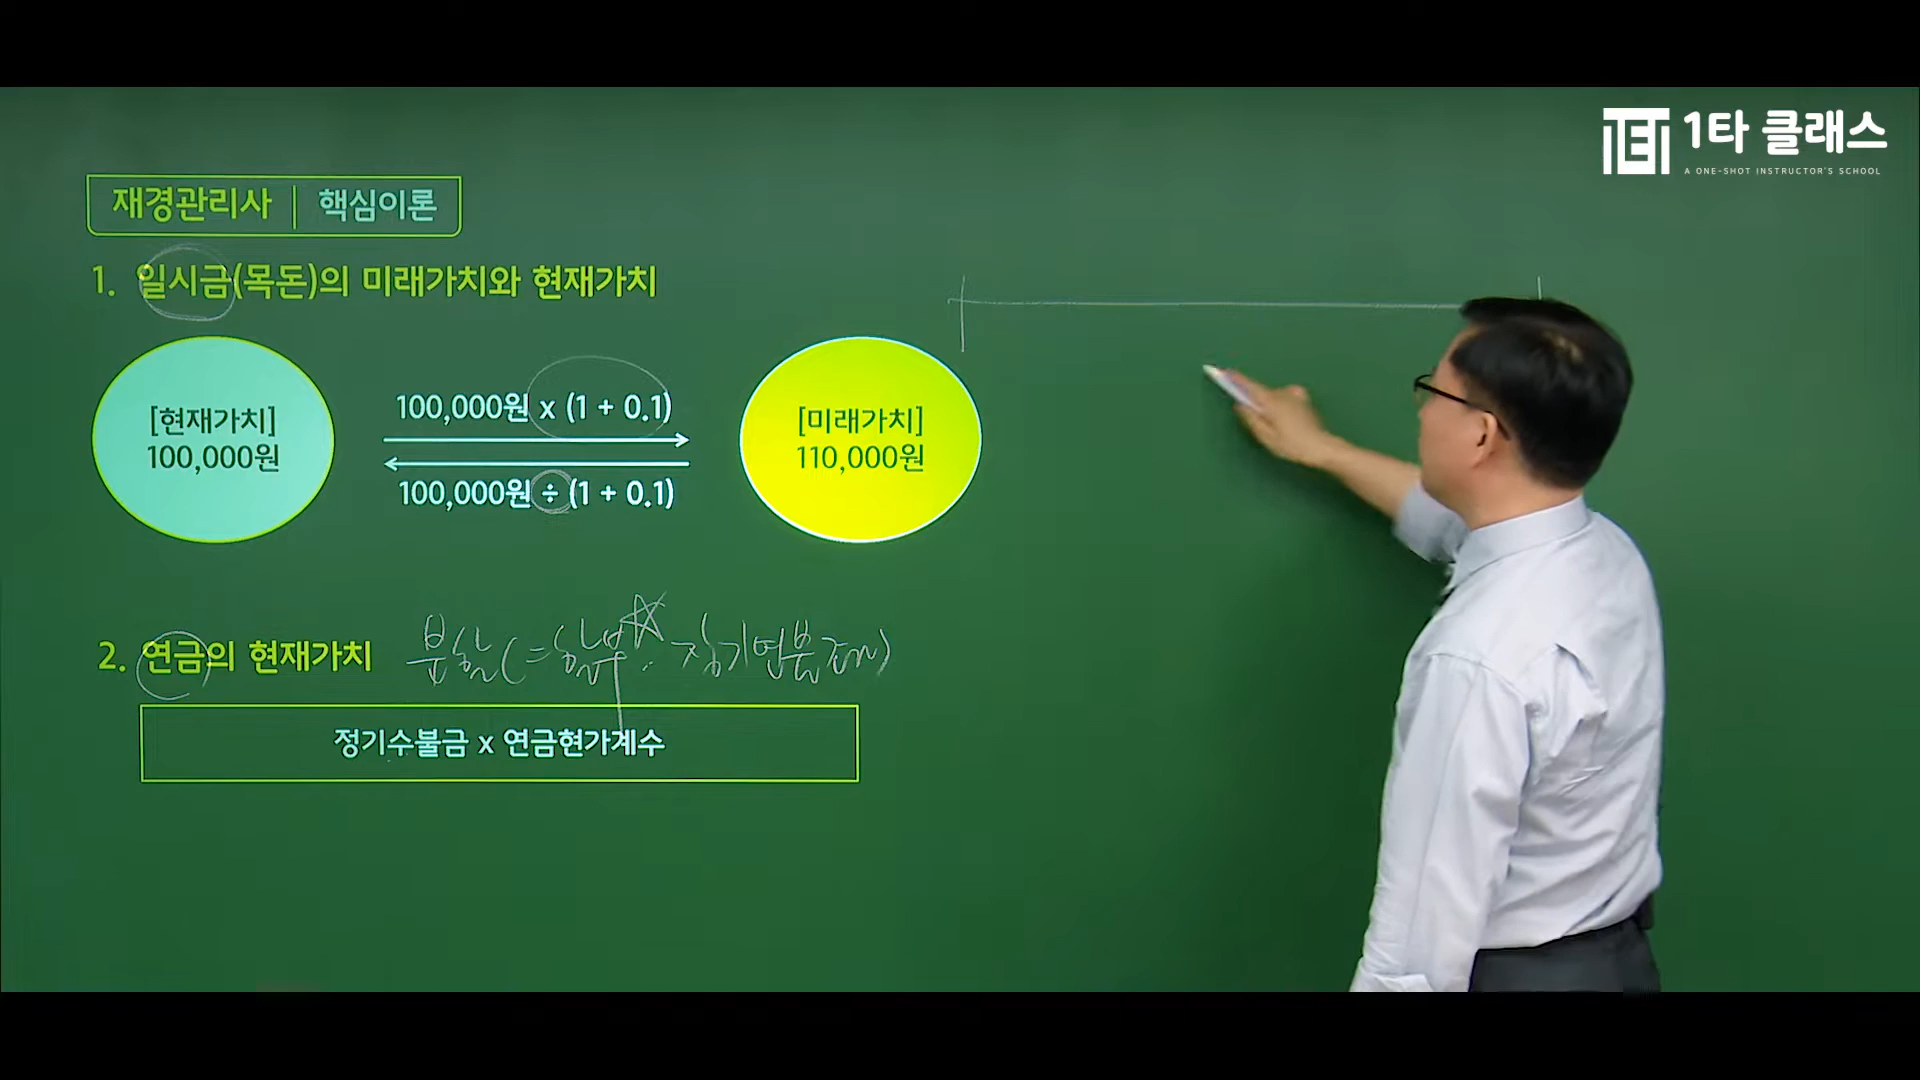 1타 클래스
A ONE-SHOT INSTRUCTOR'S SCHOOL
재경관리사 | 핵심이론
1. 일시금(목돈)의 미래가치와 현재가치
[현재가치]
100,000원
100,000원 x (1 + 0.1)
100,000원 ÷ (1 + 0.1)
[미래가치]
110,000원
2. 연금의 현재가치 분할(=할부
정기수불금 x 연금현가계수